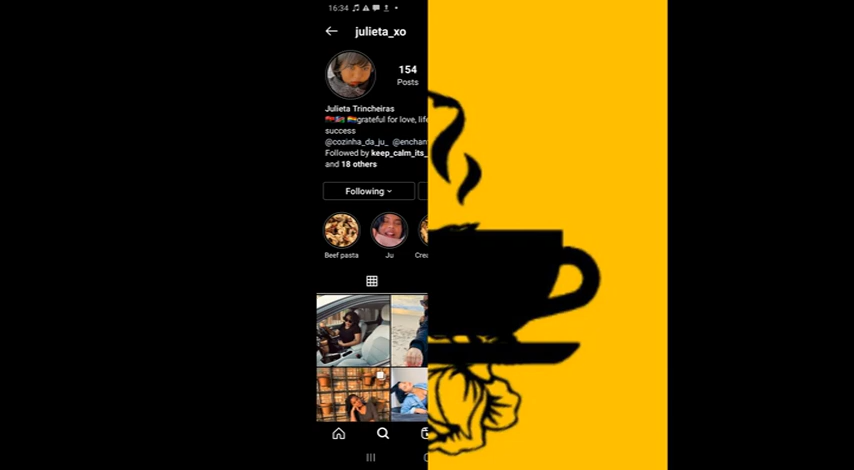 16:34
julieta_xo
154
Posts
Julieta Trincheiras
grateful for love, life
success
@cozinha_da_ju_ @enchan
Followed by keep_calm_its_
and 18 others
Following
Beef pasta
Ju
Crea